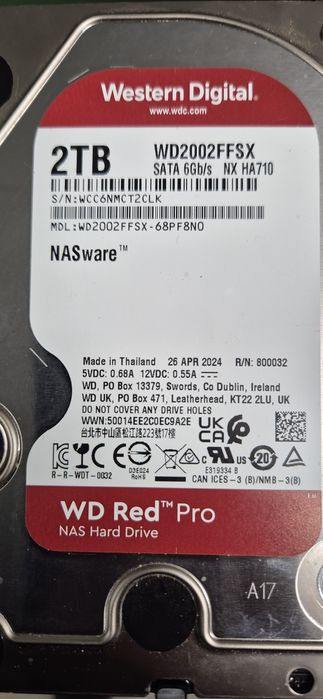 Western Digital®
www.wdc.com
2TB
WD2002FFSX
SATA 6Gb/s NX HA710
S/N:WCC6NMCT2CLK
MDL:WD2002FFSX-68PF8N0
NASware™
Made in Thailand 26 APR 2024 R/N: 800032
5VDC: 0.68A 12VDC: 0.55A
WD, PO Box 13379, Swords, Co Dublin, Ireland
WD UK, PO Box 471, Leatherhead, KT22 2LU, UK
DO NOT COVER ANY DRIVE HOLES
WWN:50014EE2C0EC9A2E
台北市中山區松江路223號17樓
UK
CA
D3E024
RoHS
E319334 B
R-R-WDT-0032
CAN ICES-3 (B)/NMB-3(B)
WD Red™ Pro
NAS Hard Drive
A17